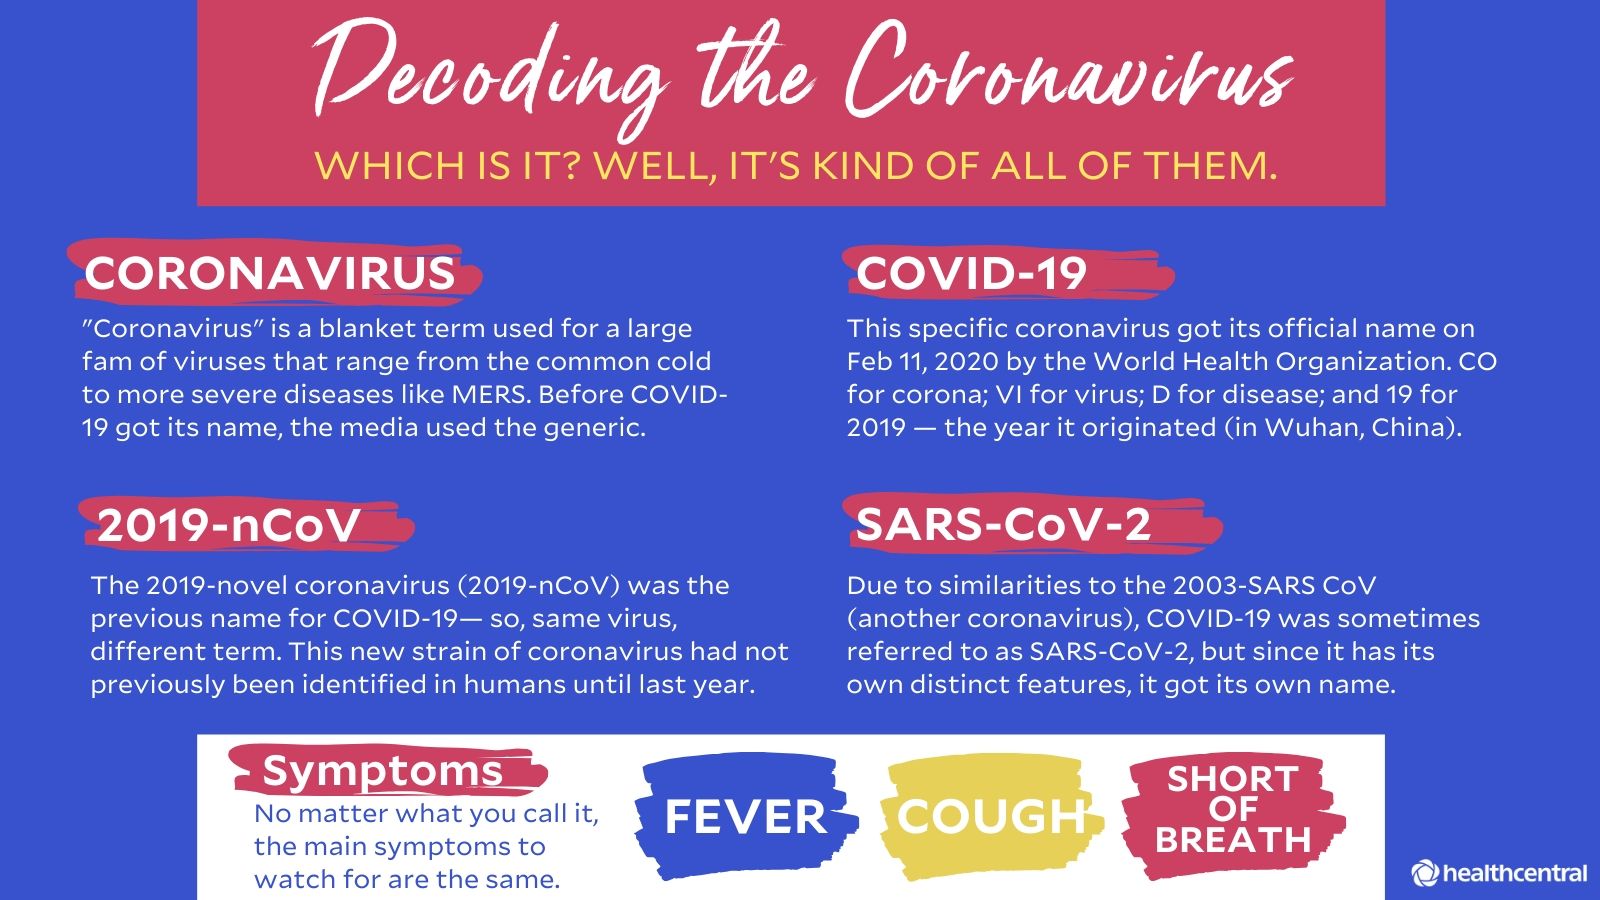 Decoding the Coronavirus
WHICH IS IT? WELL, IT'S KIND OF ALL OF THEM.
CORONAVIRUS
"Coronavirus" is a blanket term used for a large
fam of viruses that range from the common cold
to more severe diseases like MERS. Before COVID-
19 got its name, the media used the generic.
COVID-19
This specific coronavirus got its official name on
Feb 11, 2020 by the World Health Organization. CO
for corona; VI for virus; D for disease; and 19 for
2019 — the year it originated (in Wuhan, China).
2019-nCoV
The 2019-novel coronavirus (2019-nCoV) was the
previous name for COVID-19— so, same virus,
different term. This new strain of coronavirus had not
previously been identified in humans until last year.
SARS-CoV-2
Due to similarities to the 2003-SARS CoV
(another coronavirus), COVID-19 was sometimes
referred to as SARS-CoV-2, but since it has its
own distinct features, it got its own name.
Symptoms
No matter what you call it,
the main symptoms to
watch for are the same.
FEVER
COUGH
SHORT
OF
BREATH
healthcentral